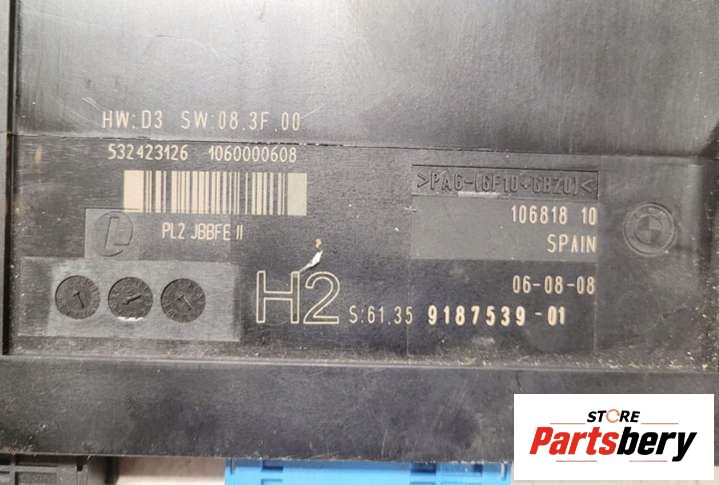 HW:D3 SW:08.3F.00
532423126 1060000608
>PA6-(GF10+GB20)<
PL2 JBBFE II
106818 10
SPAIN
06-08-08
H2 S:61.35 9187539-01
STORE
Partsbery